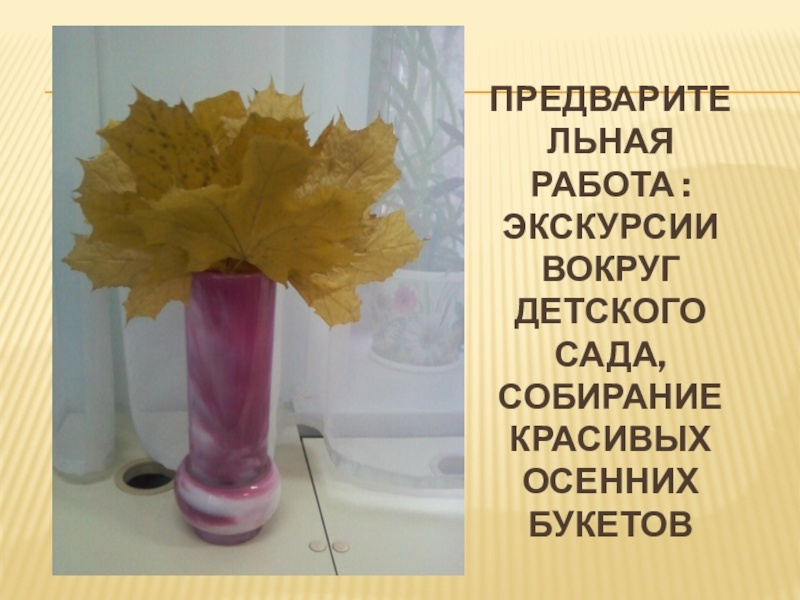 ПРЕДВАРИТЕ
ЛЬНАЯ
РАБОТА :
ЭКСКУРСИИ
ВОКРУГ
ДЕТСКОГО
САДА,
СОБИРАНИЕ
КРАСИВЫХ
ОСЕННИХ
БУКЕТОВ